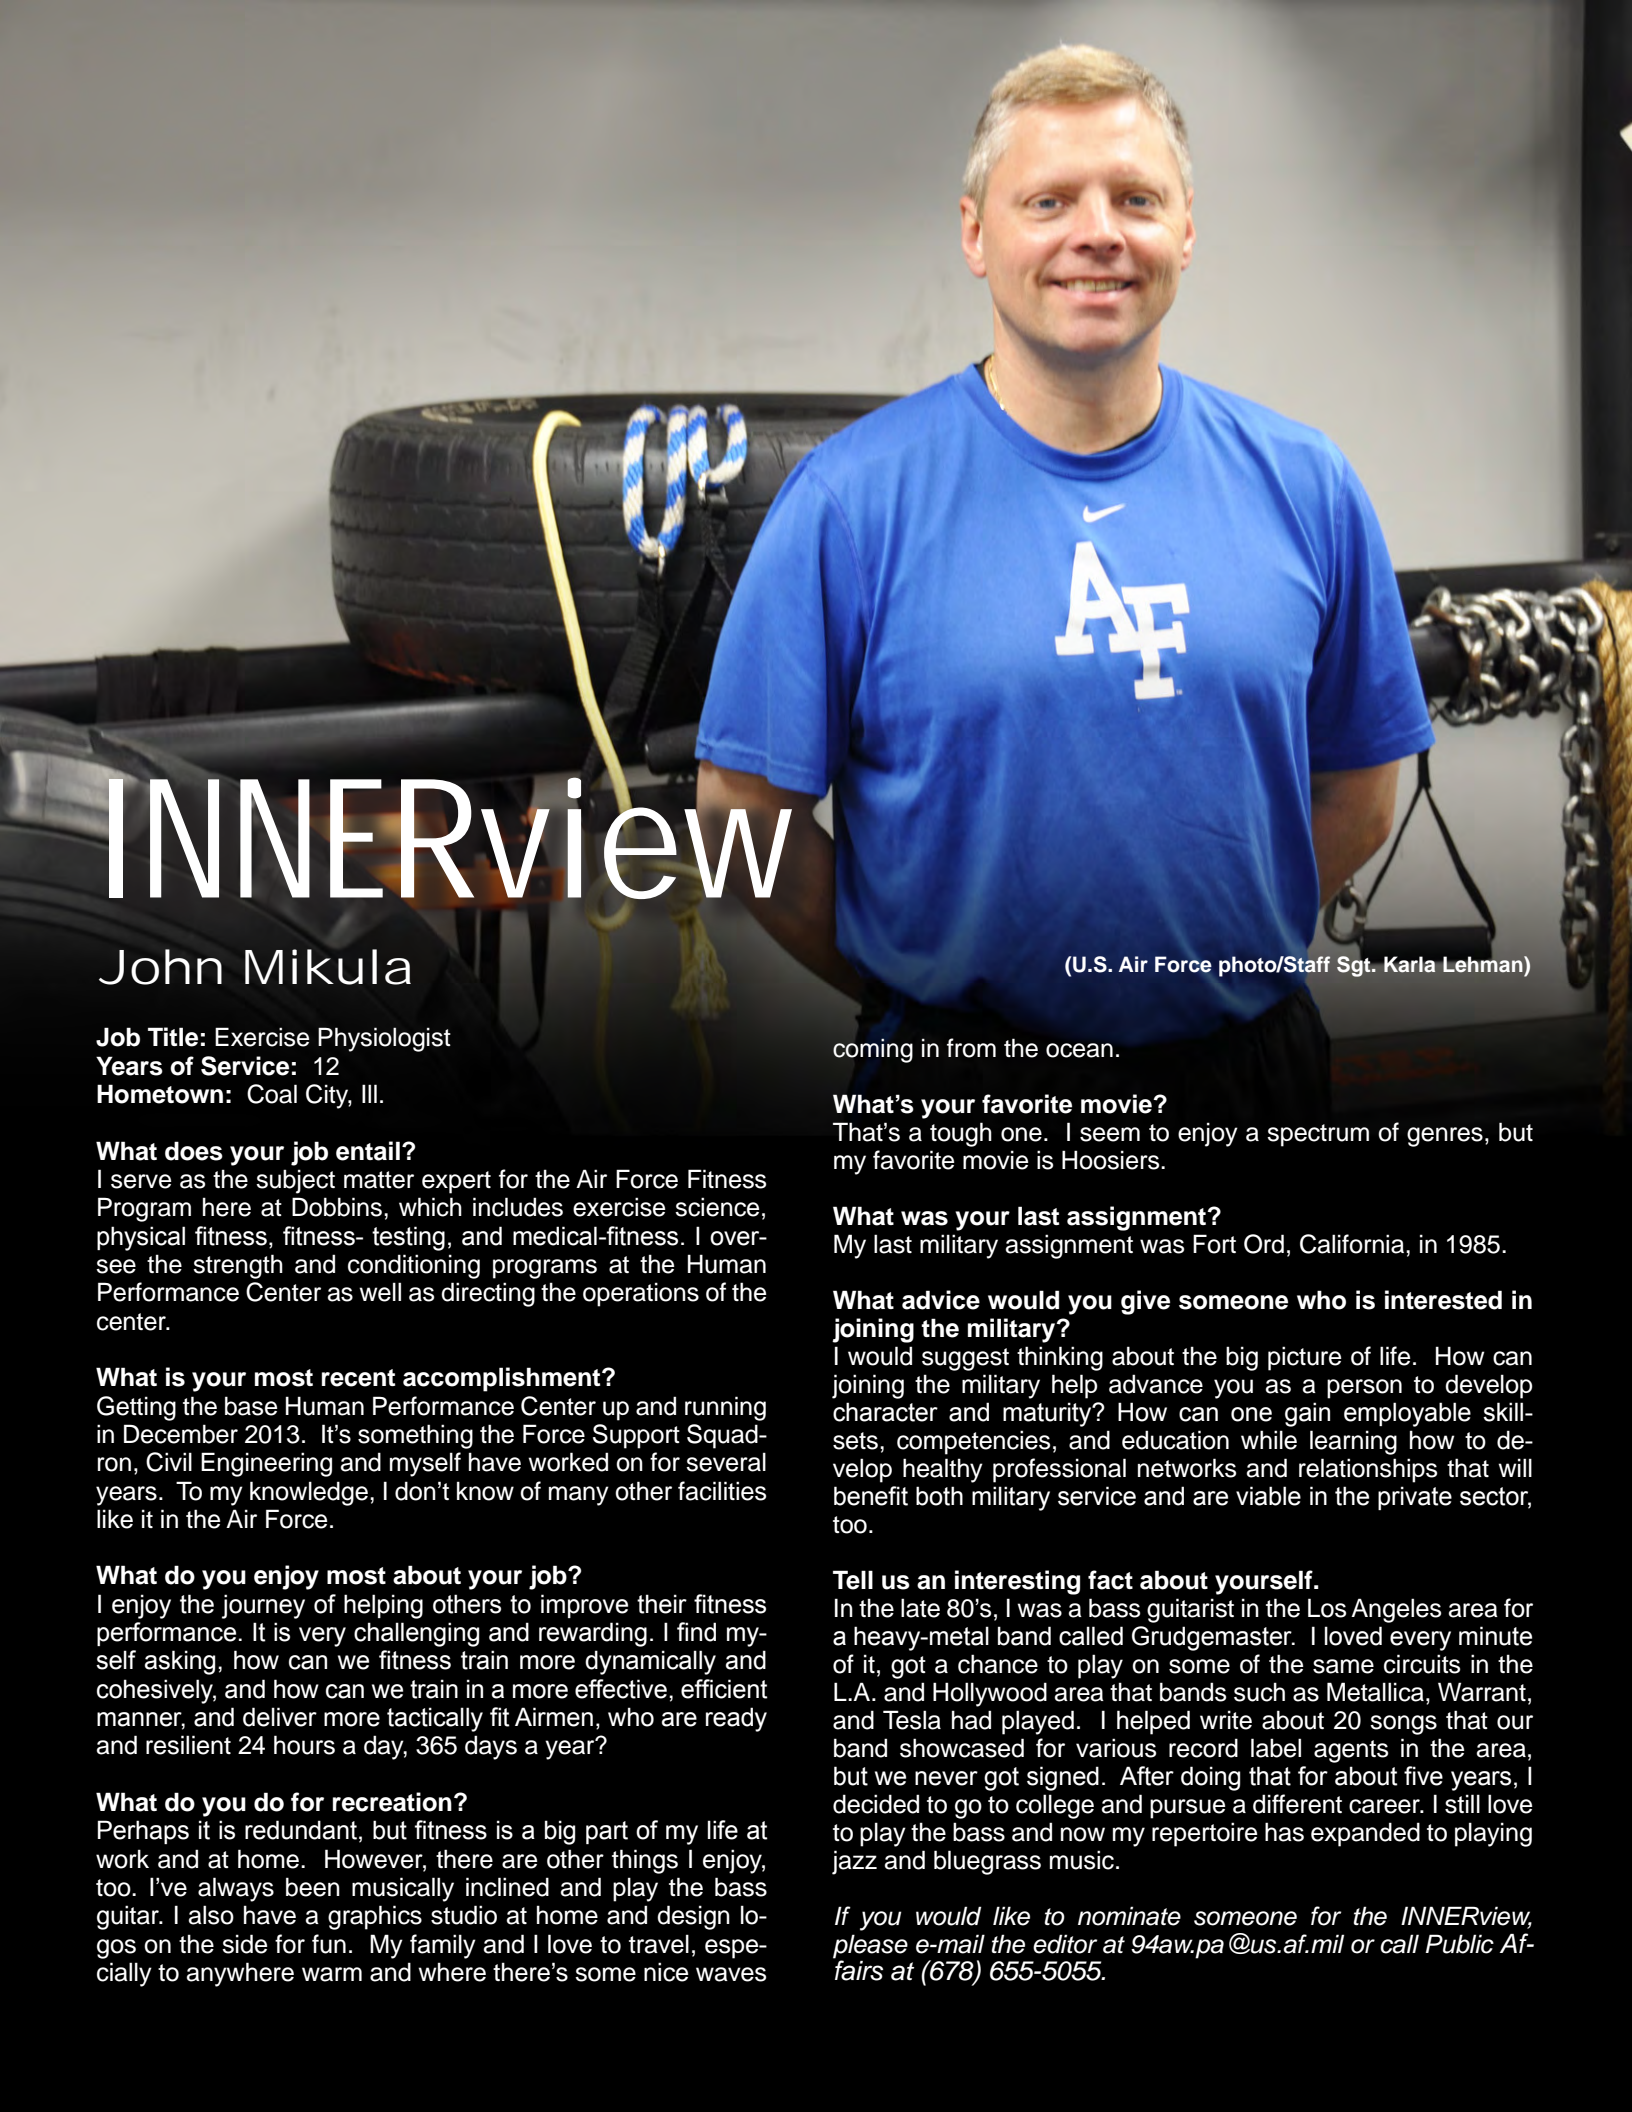 AF
INNERview
John Mikula
(U.S. Air Force photo/Staff Sgt. Karla Lehman)
Job Title: Exercise Physiologist
Years of Service:  12
Hometown:  Coal City, Ill.
What does your job entail?
I serve as the subject matter expert for the Air Force Fitness
Program here at Dobbins, which includes exercise science,
physical fitness, fitness- testing, and medical-fitness. I over-
see the strength and conditioning programs at the Human
Performance Center as well as directing the operations of the
center.
What is your most recent accomplishment?
Getting the base Human Performance Center up and running
in December 2013.  It's something the Force Support Squad-
ron, Civil Engineering and myself have worked on for several
years.  To my knowledge, I don't know of many other facilities
like it in the Air Force.
What do you enjoy most about your job?
I enjoy the journey of helping others to improve their fitness
performance. It is very challenging and rewarding. I find my-
self asking, how can we fitness train more dynamically and
cohesively, and how can we train in a more effective, efficient
manner, and deliver more tactically fit Airmen, who are ready
and resilient 24 hours a day, 365 days a year?
What do you do for recreation?
Perhaps it is redundant, but fitness is a big part of my life at
work and at home.  However, there are other things I enjoy,
too.  I've always been musically inclined and play the bass
guitar. I also have a graphics studio at home and design lo-
gos on the side for fun.  My family and I love to travel, espe-
cially to anywhere warm and where there's some nice waves
coming in from the ocean.
What's your favorite movie?
That's a tough one.  I seem to enjoy a spectrum of genres, but
my favorite movie is Hoosiers.
What was your last assignment?
My last military assignment was Fort Ord, California, in 1985.
What advice would you give someone who is interested in
joining the military?
I would suggest thinking about the big picture of life.  How can
joining the military help advance you as a person to develop
character and maturity? How can one gain employable skill-
sets, competencies, and education while learning how to de-
velop healthy professional networks and relationships that will
benefit both military service and are viable in the private sector,
too.
Tell us an interesting fact about yourself.
In the late 80's, I was a bass guitarist in the Los Angeles area for
a heavy-metal band called Grudgemaster.  I loved every minute
of it, got a chance to play on some of the same circuits in the
L.A. and Hollywood area that bands such as Metallica, Warrant,
and Tesla had played.  I helped write about 20 songs that our
band showcased for various record label agents in the area,
but we never got signed.  After doing that for about five years, I
decided to go to college and pursue a different career. I still love
to play the bass and now my repertoire has expanded to playing
jazz and bluegrass music.
If you would like to nominate someone for the INNERview,
please e-mail the editor at 94aw.pa@us.af.mil or call Public Af-
fairs at (678) 655-5055.